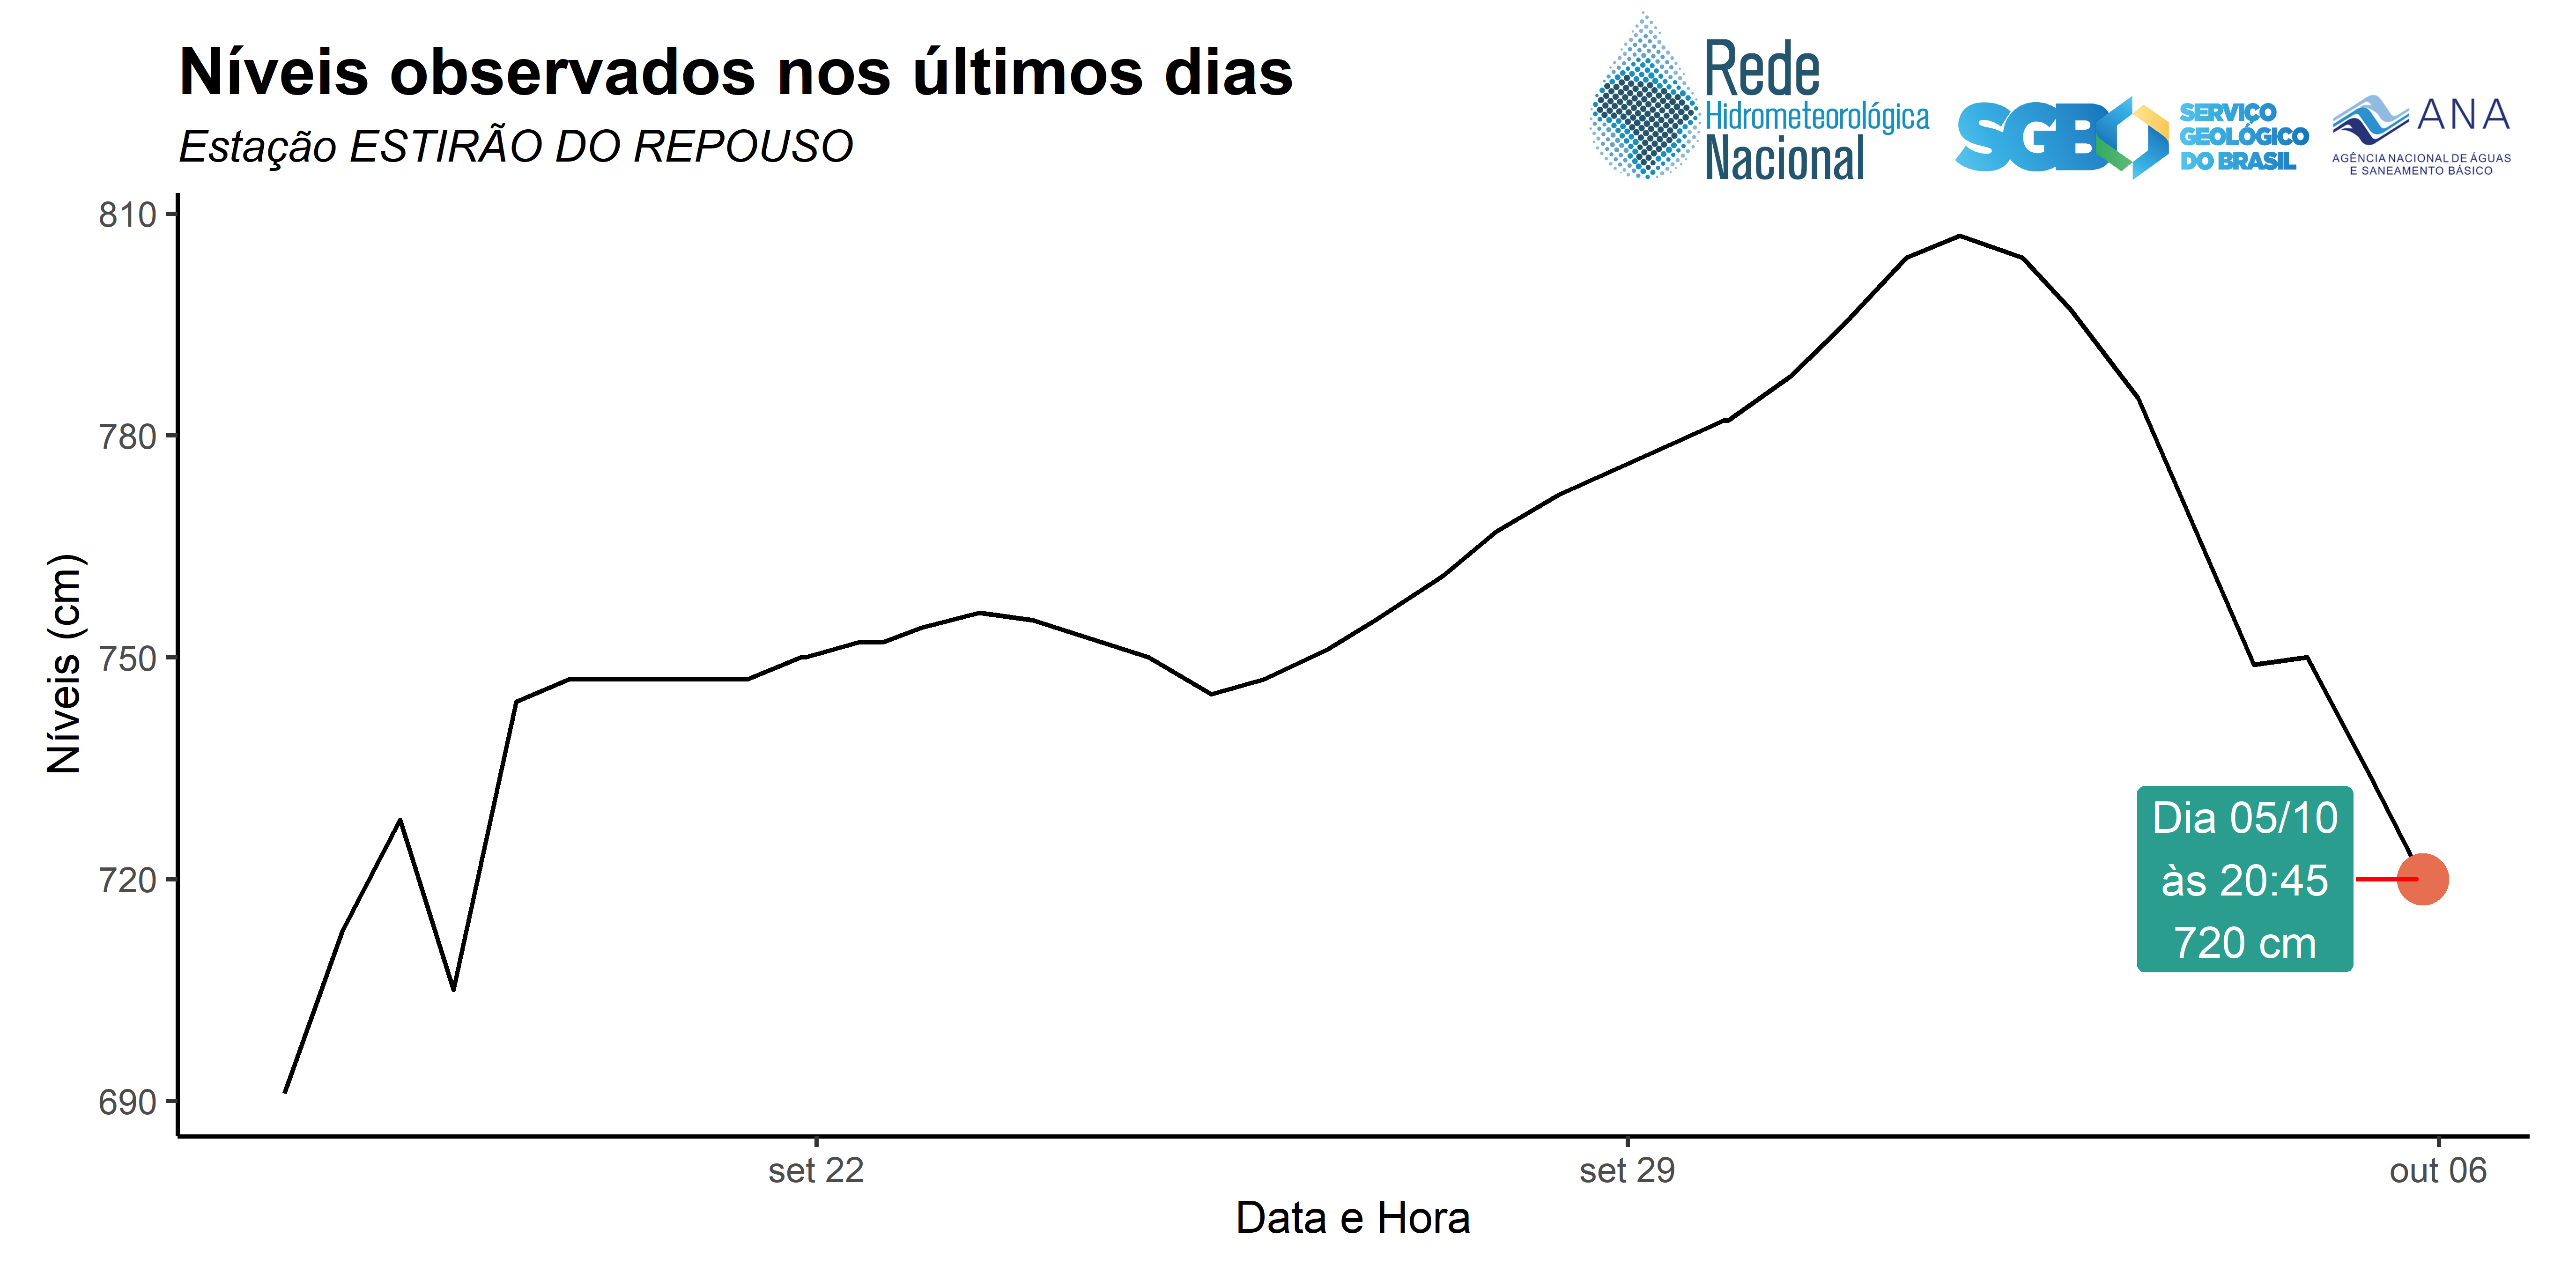 Níveis observados nos últimos dias
Estação ESTIRÃO DO REPOUSO
Rede
Hidrometeorológica
Nacional
SGB
SERVIÇO
GEOLÓGICO
DO BRASIL
ANA
AGÊNCIA NACIONAL DE ÁGUAS
E SANEAMENTO BÁSICO
810
780
750
720
690
Níveis (cm)
Dia 05/10
às 20:45
720 cm
set 22
set 29
out 06
Data e Hora